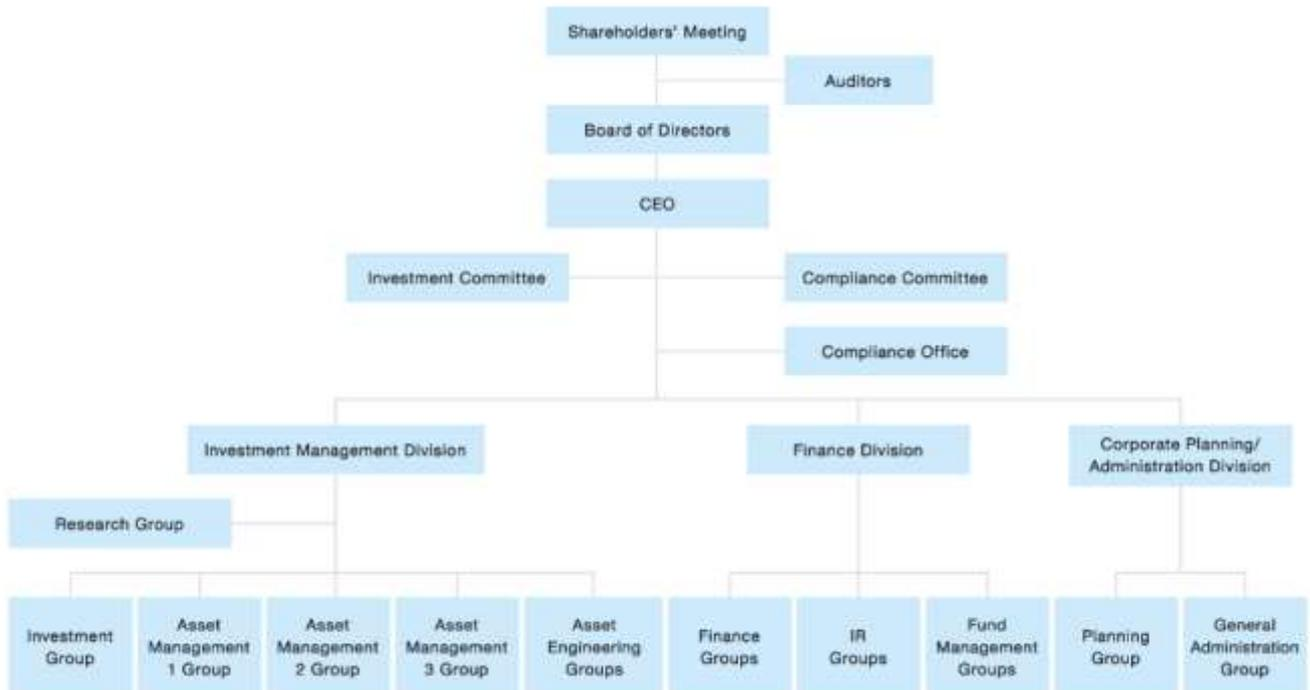 Shareholders' Meeting
Auditors
Board of Directors
CEO
Investment Committee
Compliance Committee
Compliance Office
Investment Management Division
Finance Division
Corporate Planning/
Administration Division
Research Group
Investment
Group
Asset
Management
1 Group
Asset
Management
2 Group
Asset
Management
3 Group
Asset
Engineering
Groups
Finance
Groups
IR
Groups
Fund
Management
Groups
Planning
Group
General
Administration
Group